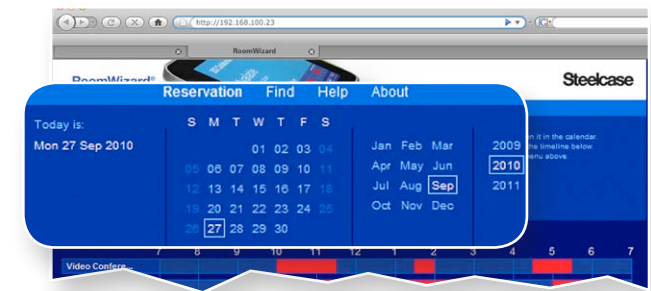 http://192.168.100.23
RoomWizard
RoomWizard®
Steelcase
Reservation Find Help About
Today is:
Mon 27 Sep 2010
S M T W T F S
01 02 03 04
05 06 07 08 09 10 11
12 13 14 15 16 17 18
19 20 21 22 23 24 25
26 27 28 29 30
Jan Feb Mar
Apr May Jun
Jul Aug Sep
Oct Nov Dec
2009
2010
2011
it in the calendar.
the timeline below.
menu above.
7 8 9 10 11 12 1 2 3 4 5 6 7
Video Confere...